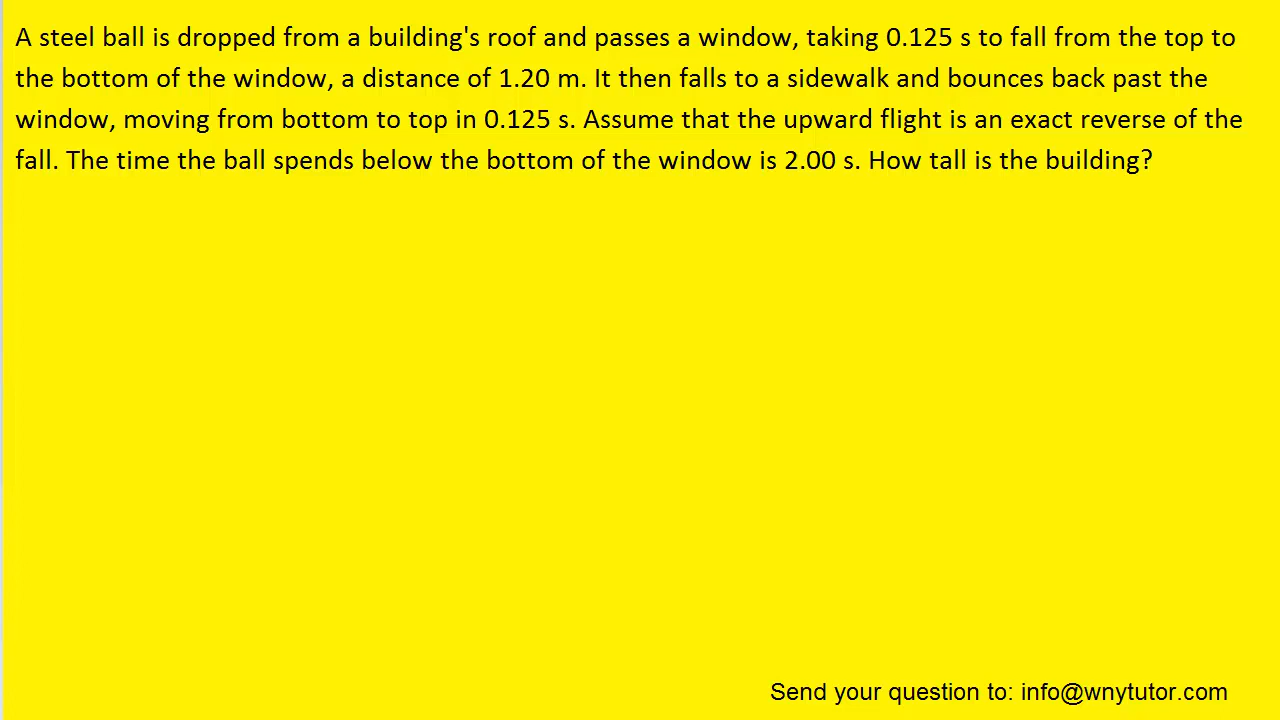 A steel ball is dropped from a building's roof and passes a window, taking 0.125 s to fall from the top to
the bottom of the window, a distance of 1.20 m. It then falls to a sidewalk and bounces back past the
window, moving from bottom to top in 0.125 s. Assume that the upward flight is an exact reverse of the
fall. The time the ball spends below the bottom of the window is 2.00 s. How tall is the building?
Send your question to: info@wnytutor.com